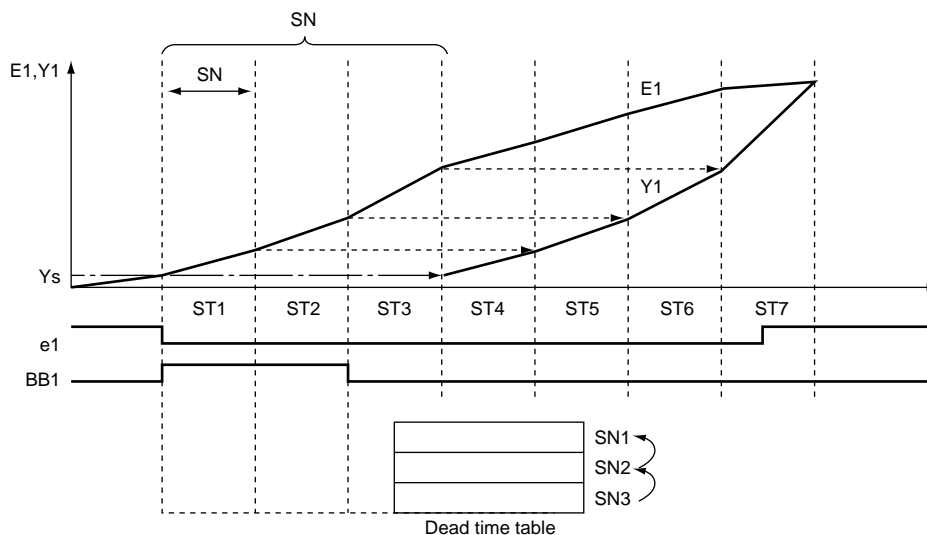 SN
E1,Y1
SN
E1
Y1
Ys
ST1 ST2 ST3 ST4 ST5 ST6 ST7
e1
BB1
SN1
SN2
SN3
Dead time table